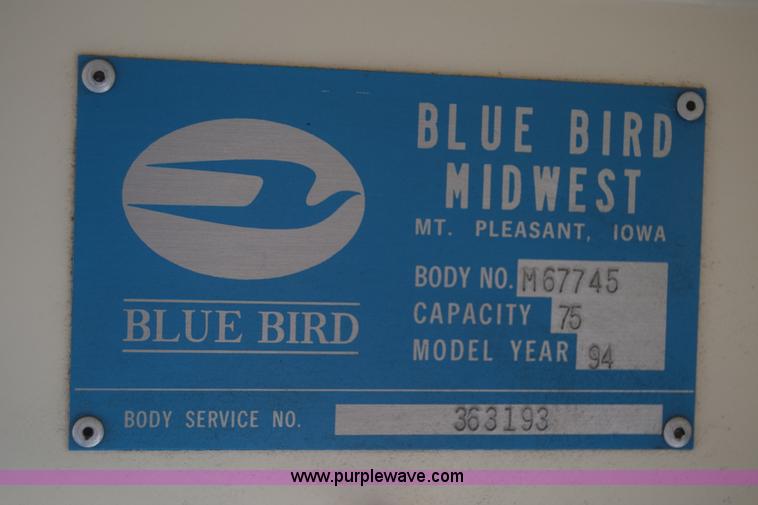 BLUE BIRD
MIDWEST
MT. PLEASANT, IOWA
BODY NO. M67745
CAPACITY 75
MODEL YEAR 94
BLUE BIRD
BODY SERVICE NO. 363193
www.purplewave.com